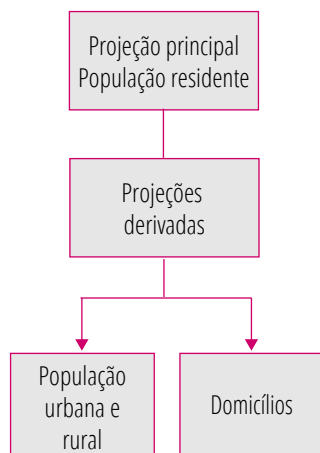 Projeção principal
População residente
Projeções
derivadas
População
urbana e
rural
Domicílios